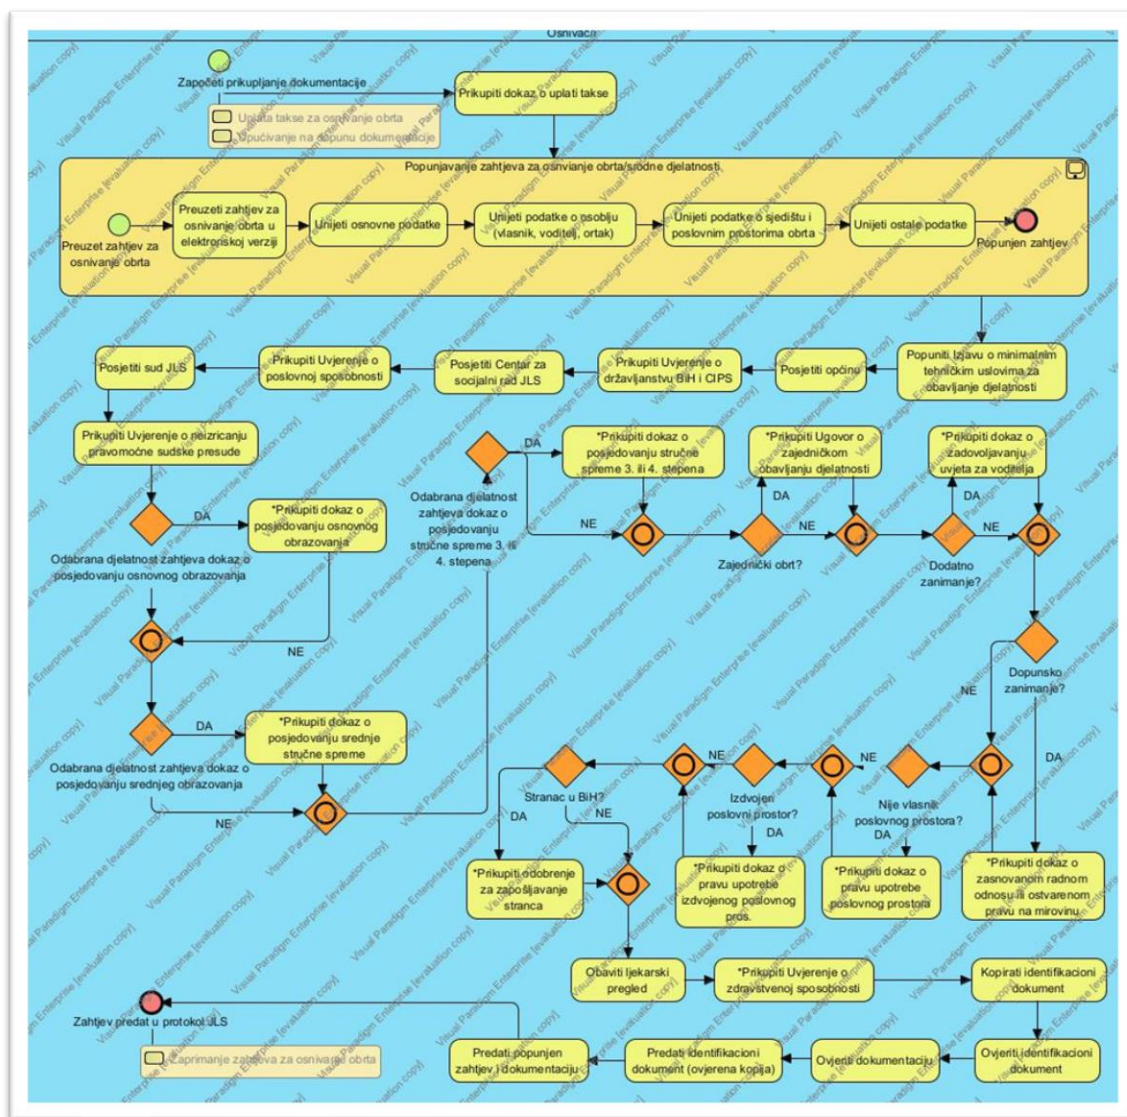 Osnivač/i
Započeti prikupljanje dokumentacije
Uplata takse za osnivanje obrta
Upućivanje na dopunu dokumentacije
Prikupiti dokaz o uplati takse
Popunjavanje zahtjeva za osnvianje obrta/srodne djelatnosti
Preuzet zahtjev za
osnivanje obrta
Preuzeti zahtjev za
osnivanje obrta u
elektronskoj verziji
Unijeti osnovne podatke
Unijeti podatke o osoblju
(vlasnik, voditelj, ortak)
Unijeti podatke o sjedištu i
poslovnim prostorima obrta
Unijeti ostale podatke
Popunjen zahtjev
Posjetiti sud JLS
Prikupiti Uvjerenje o
poslovnoj sposobnosti
Posjetiti Centar za
socijalni rad JLS
Prikupiti Uvjerenje o
državljanstvu BiH i CIPS
Posjetiti općinu
Popuniti Izjavu o minimalnim
tehničkim uslovima za
obavljanje djelatnosti
Prikupiti Uvjerenje o neizricanju
pravomoćne sudske presude
DA
*Prikupiti dokaz o
posjedovanju osnovnog
obrazovanja
Odabrana djelatnost zahtjeva dokaz o
posjedovanju osnovnog obrazovanja
NE
DA
*Prikupiti dokaz o
posjedovanju srednje
stručne spreme
Odabrana djelatnost zahtjeva dokaz o
posjedovanju srednjeg obrazovanja
NE
DA
Odabrana djelatnost
zahtjeva dokaz o
posjedovanju
stručne spreme 3. ili
4. stepena
*Prikupiti dokaz o
posjedovanju stručne
spreme 3. ili 4. stepena
NE
*Prikupiti Ugovor o
zajedničkom
obavljanju djelatnosti
DA
NE
Zajednički obrt?
*Prikupiti dokaz o
zadovoljavanju
uvjeta za voditelja
DA
NE
Dodatno
zanimanje?
Dopunsko
zanimanje?
NE
DA
*Prikupiti dokaz o
zasnovanom radnom
odnosu ili ostvarenom
pravu na mirovinu
NE
Nije vlasnik
poslovnog prostora?
DA
*Prikupiti dokaz o
pravu upotrebe
poslovnog prostora
NE
Izdvojen
poslovni prostor?
DA
*Prikupiti dokaz o
pravu upotrebe
izdvojenog poslovnog
pros.
Stranac u BiH?
DA
NE
*Prikupiti odobrenje
za zapošljavanje
stranca
Obaviti ljekarski
pregled
*Prikupiti Uvjerenje o
zdravstvenoj sposobnosti
Kopirati identifikacioni
dokument
Ovjeriti identifikacioni
dokument
Ovjeriti dokumentaciju
Predati identifikacioni
dokument (ovjerena kopija)
Predati popunjen
zahtjev i dokumentaciju
Zahtjev predat u protokol JLS
Zaprimanje zahtjeva za osnivanje obrta
Visual Paradigm Enterprise [evaluation copy]